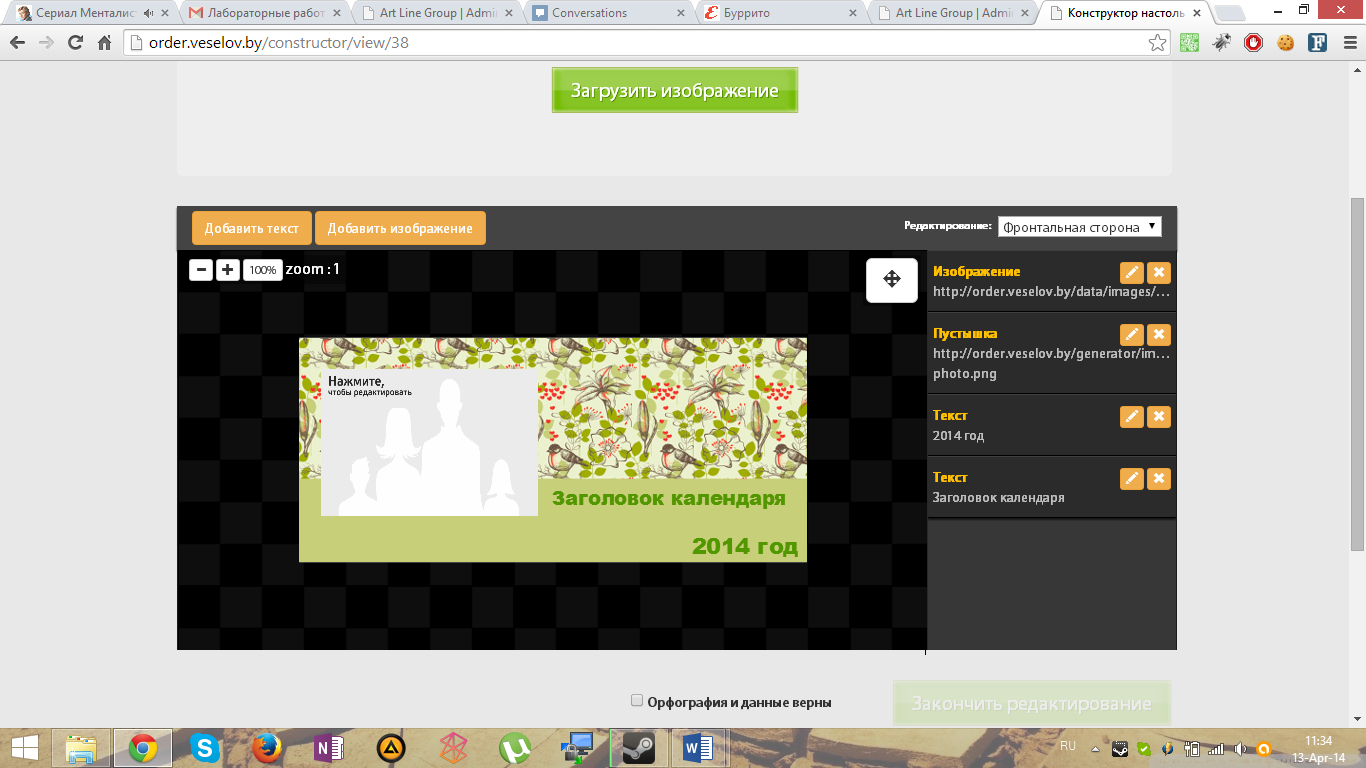 Сериал Менталис
Лабораторные работ
Art Line Group | Admi
Conversations
Буррито
Art Line Group | Admi
Конструктор настоль
order.veselov.by/constructor/view/38
Загрузить изображение
Добавить текст
Добавить изображение
Редактирование:
Фронтальная сторона
100%
zoom : 1
Изображение
http://order.veselov.by/data/images/...
Пустышка
http://order.veselov.by/generator/im...
photo.png
Текст
2014 год
Текст
Заголовок календаря
Нажмите,
чтобы редактировать
Заголовок календаря
2014 год
Орфография и данные верны
Закончить редактирование
RU
11:34
13-Apr-14